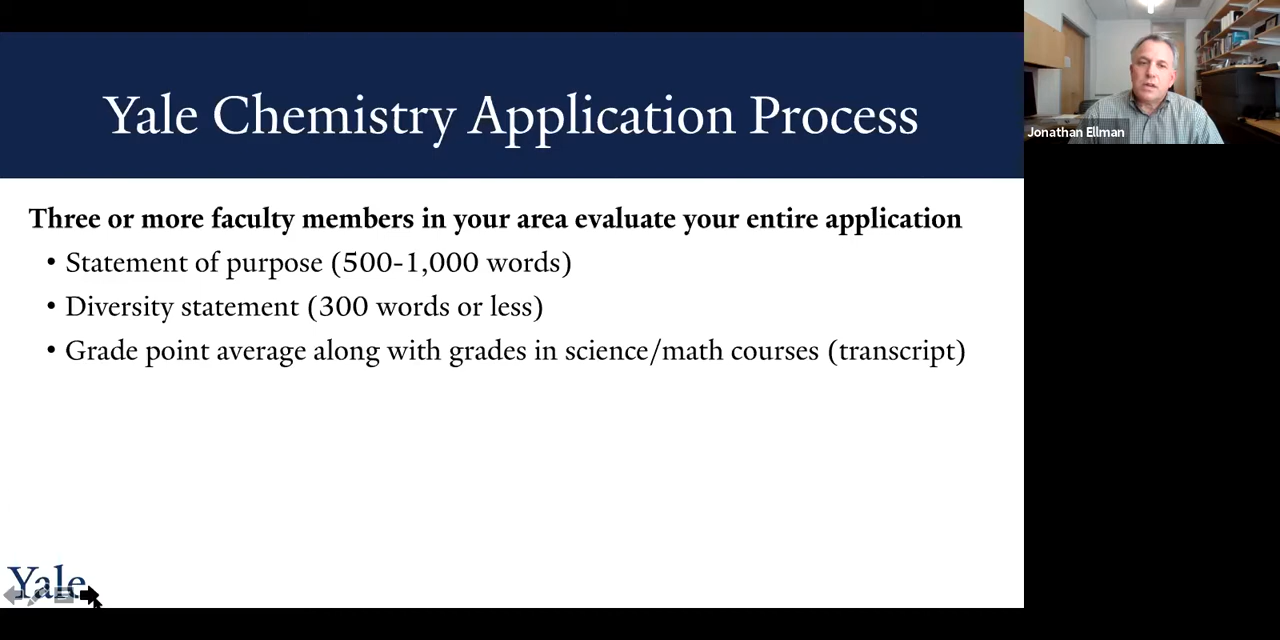 Yale Chemistry Application Process
Jonathan Ellman
Three or more faculty members in your area evaluate your entire application
• Statement of purpose (500-1,000 words)
• Diversity statement (300 words or less)
• Grade point average along with grades in science/math courses (transcript)
Yale